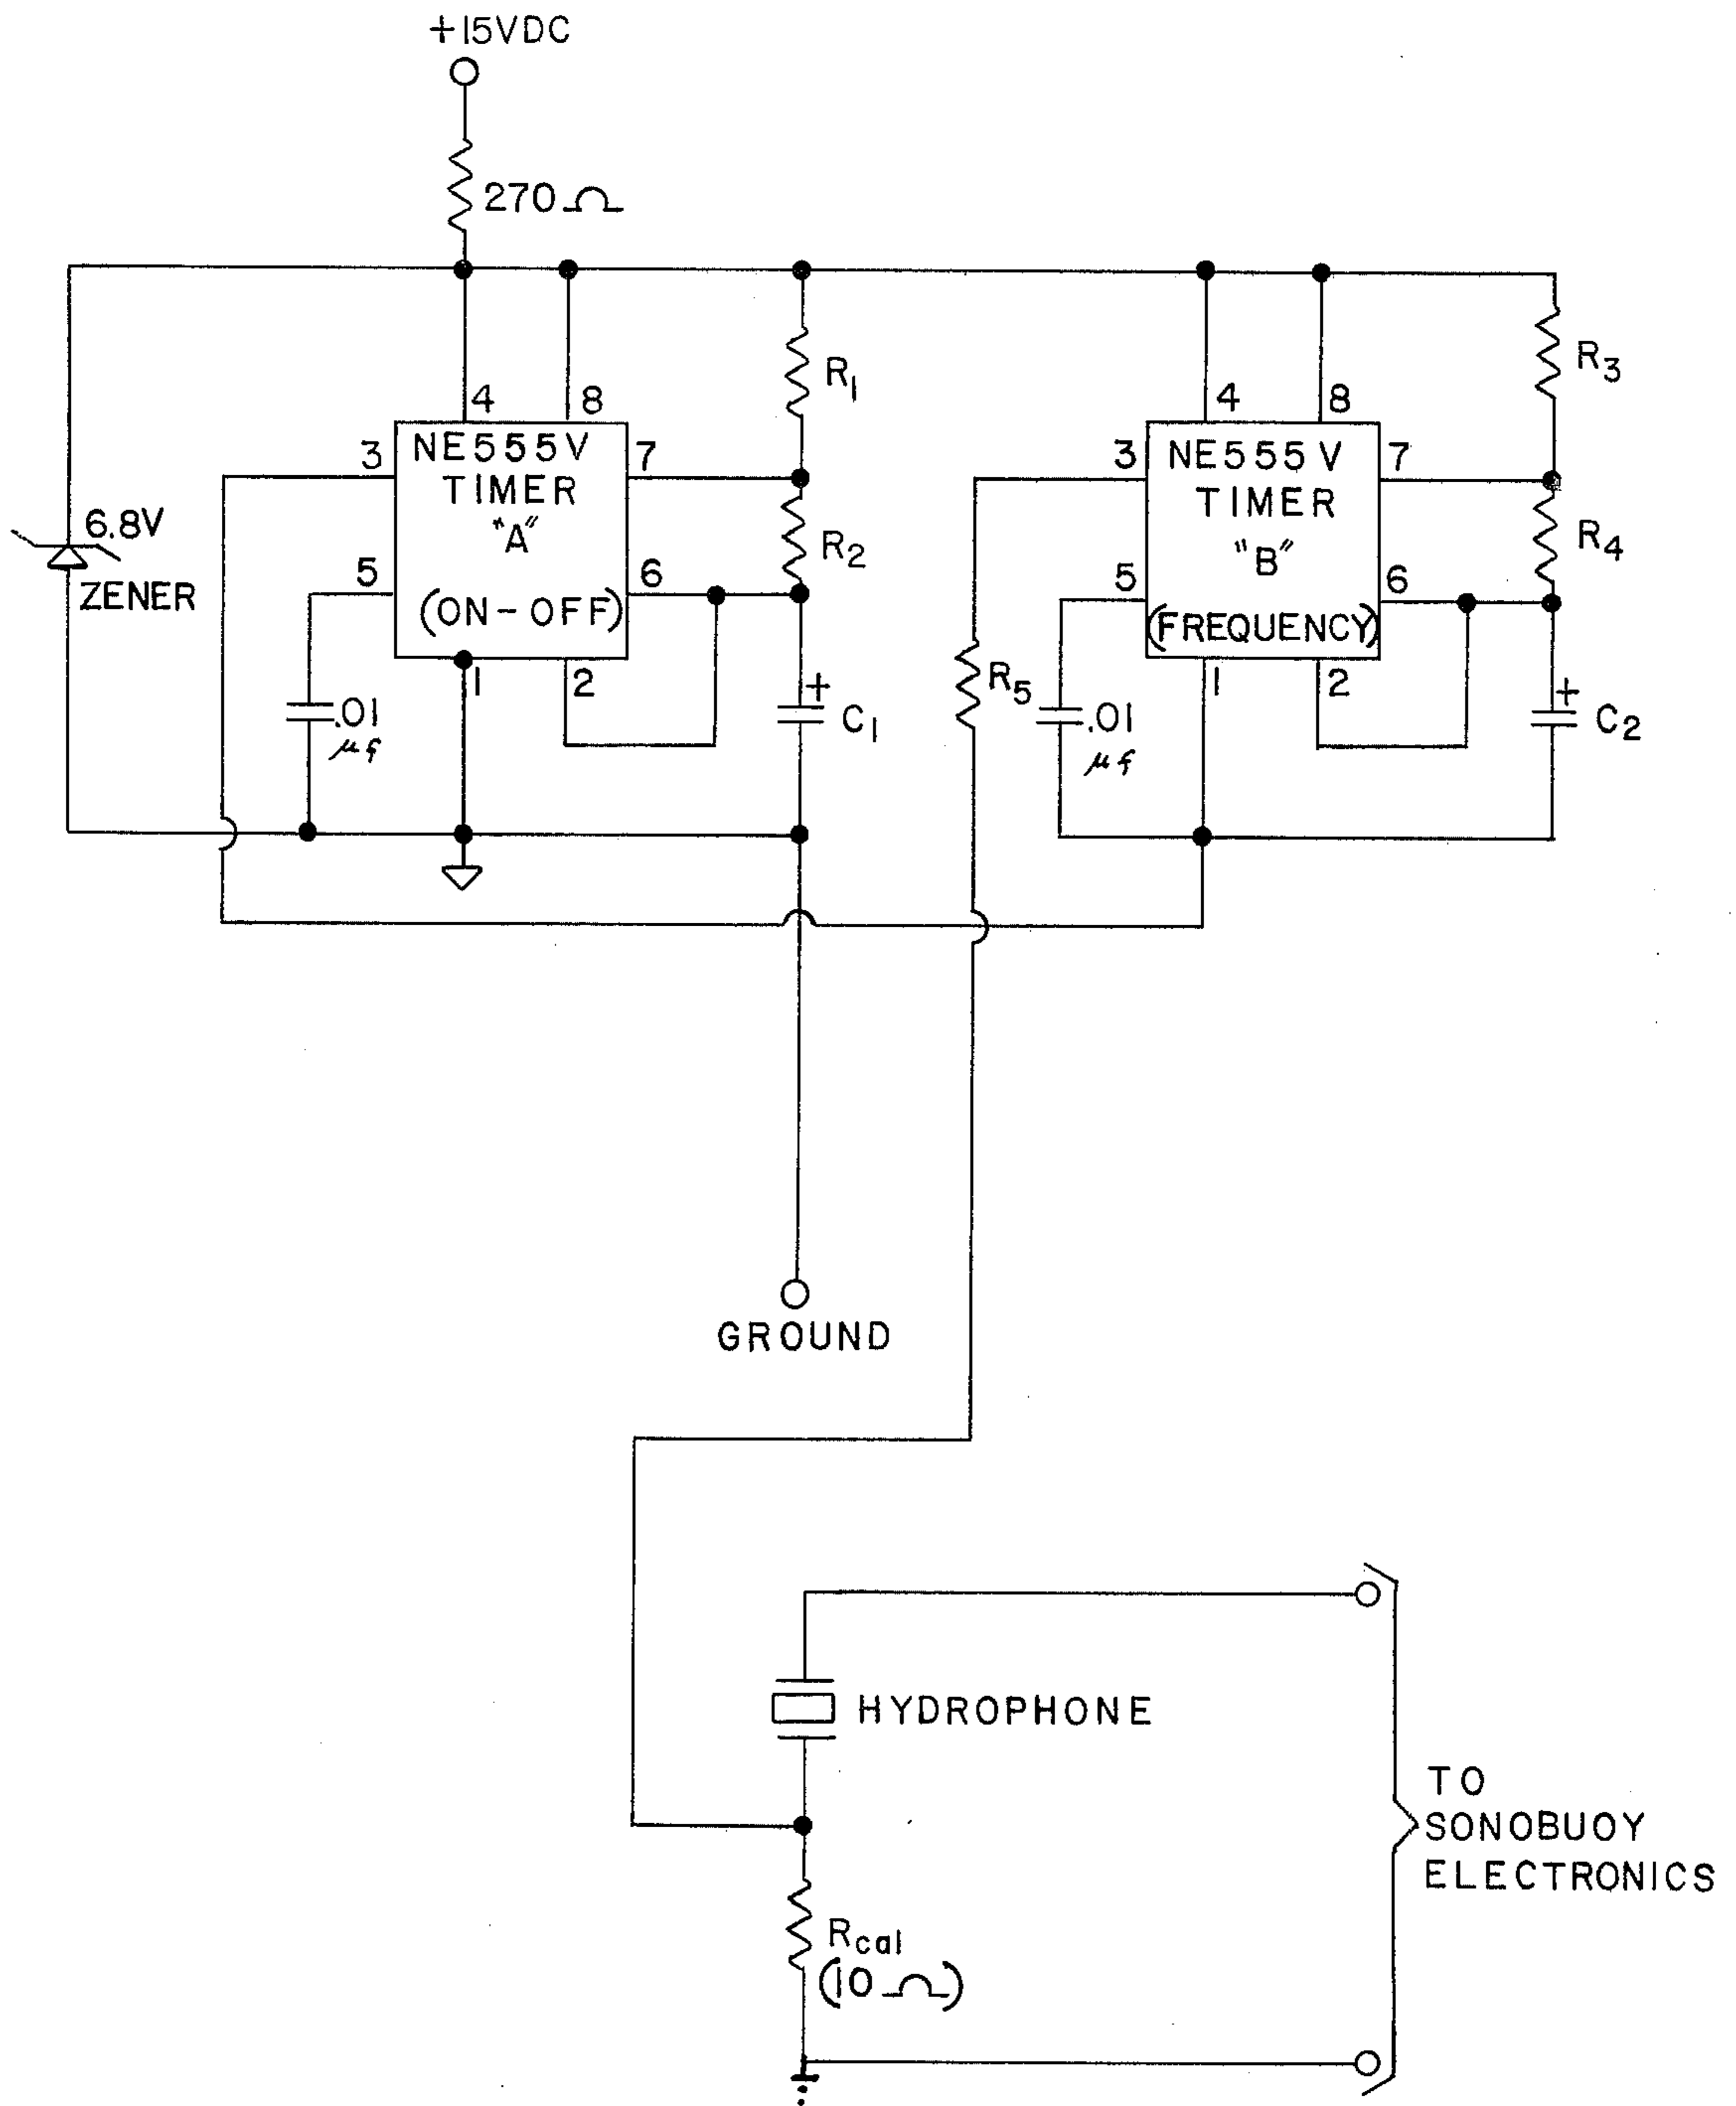 +15VDC
270 Ω
6.8V
ZENER
4
8
3
7
NE555V
TIMER
"A"
(ON-OFF)
5
6
1
2
R1
R2
.01
μf
+
C1
4
8
3
7
NE555V
TIMER
"B"
(FREQUENCY)
5
6
1
2
R3
R4
R5
.01
μf
+
C2
GROUND
HYDROPHONE
TO
SONOBUOY
ELECTRONICS
Rcal
(10 Ω)